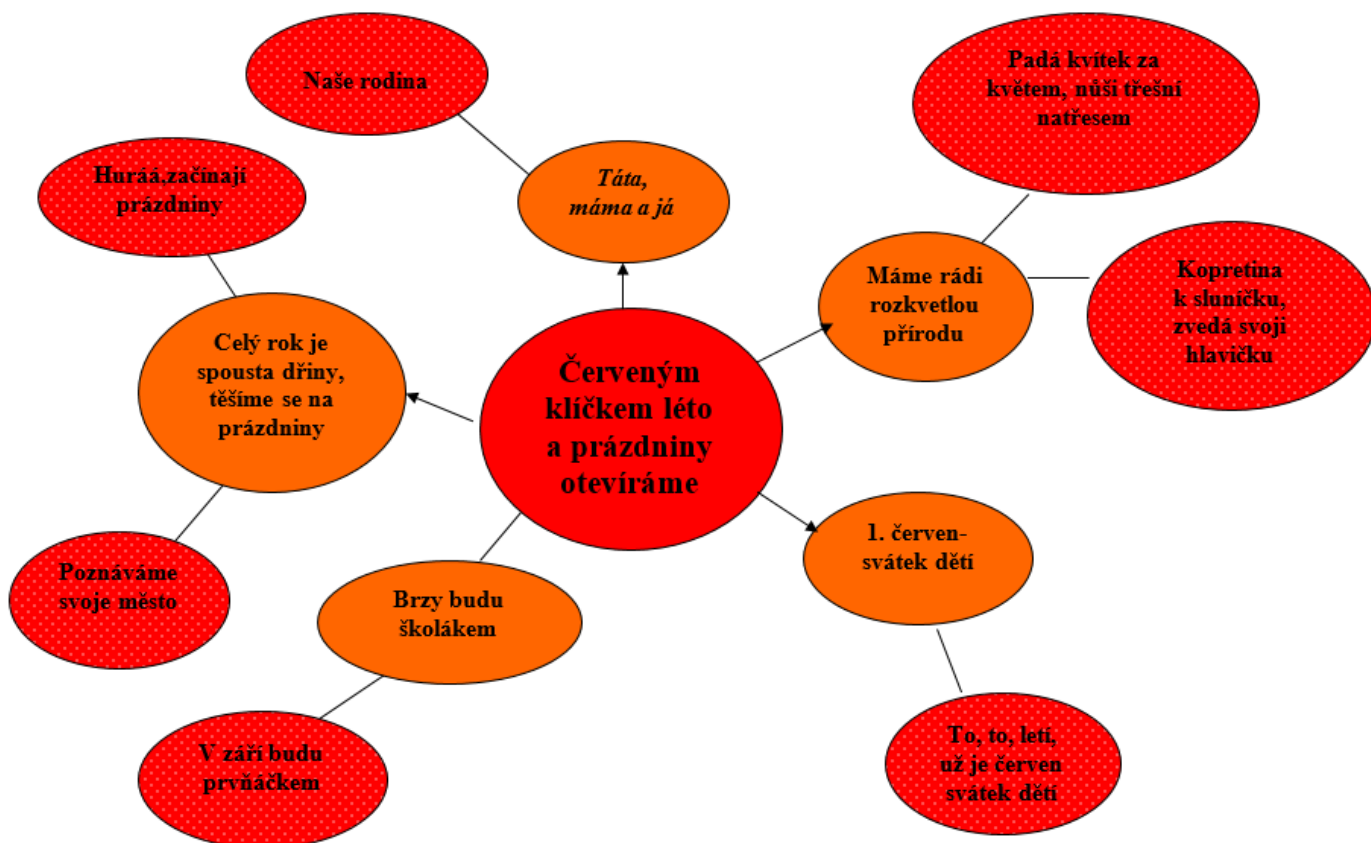 Naše rodina
Padá kvítek za
květem, nůši třešní
natřesem
Huráá,začínají
prázdniny
Táta,
máma a já
Máme rádi
rozkvetlou
přírodu
Kopretina
k sluníčku,
zvedá svoji
hlavičku
Celý rok je
spousta dřiny,
těšíme se na
prázdniny
Červeným
klíčkem léto
a prázdniny
otevíráme
1. červen-
svátek dětí
Poznáváme
svoje město
Brzy budu
školákem
V září budu
prvňáčkem
To, to, letí,
už je červen
svátek dětí